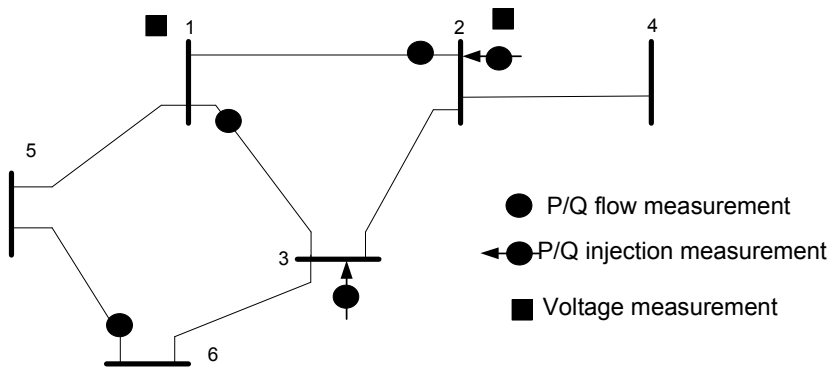 1
2
4
5
3
6
P/Q flow measurement
P/Q injection measurement
Voltage measurement